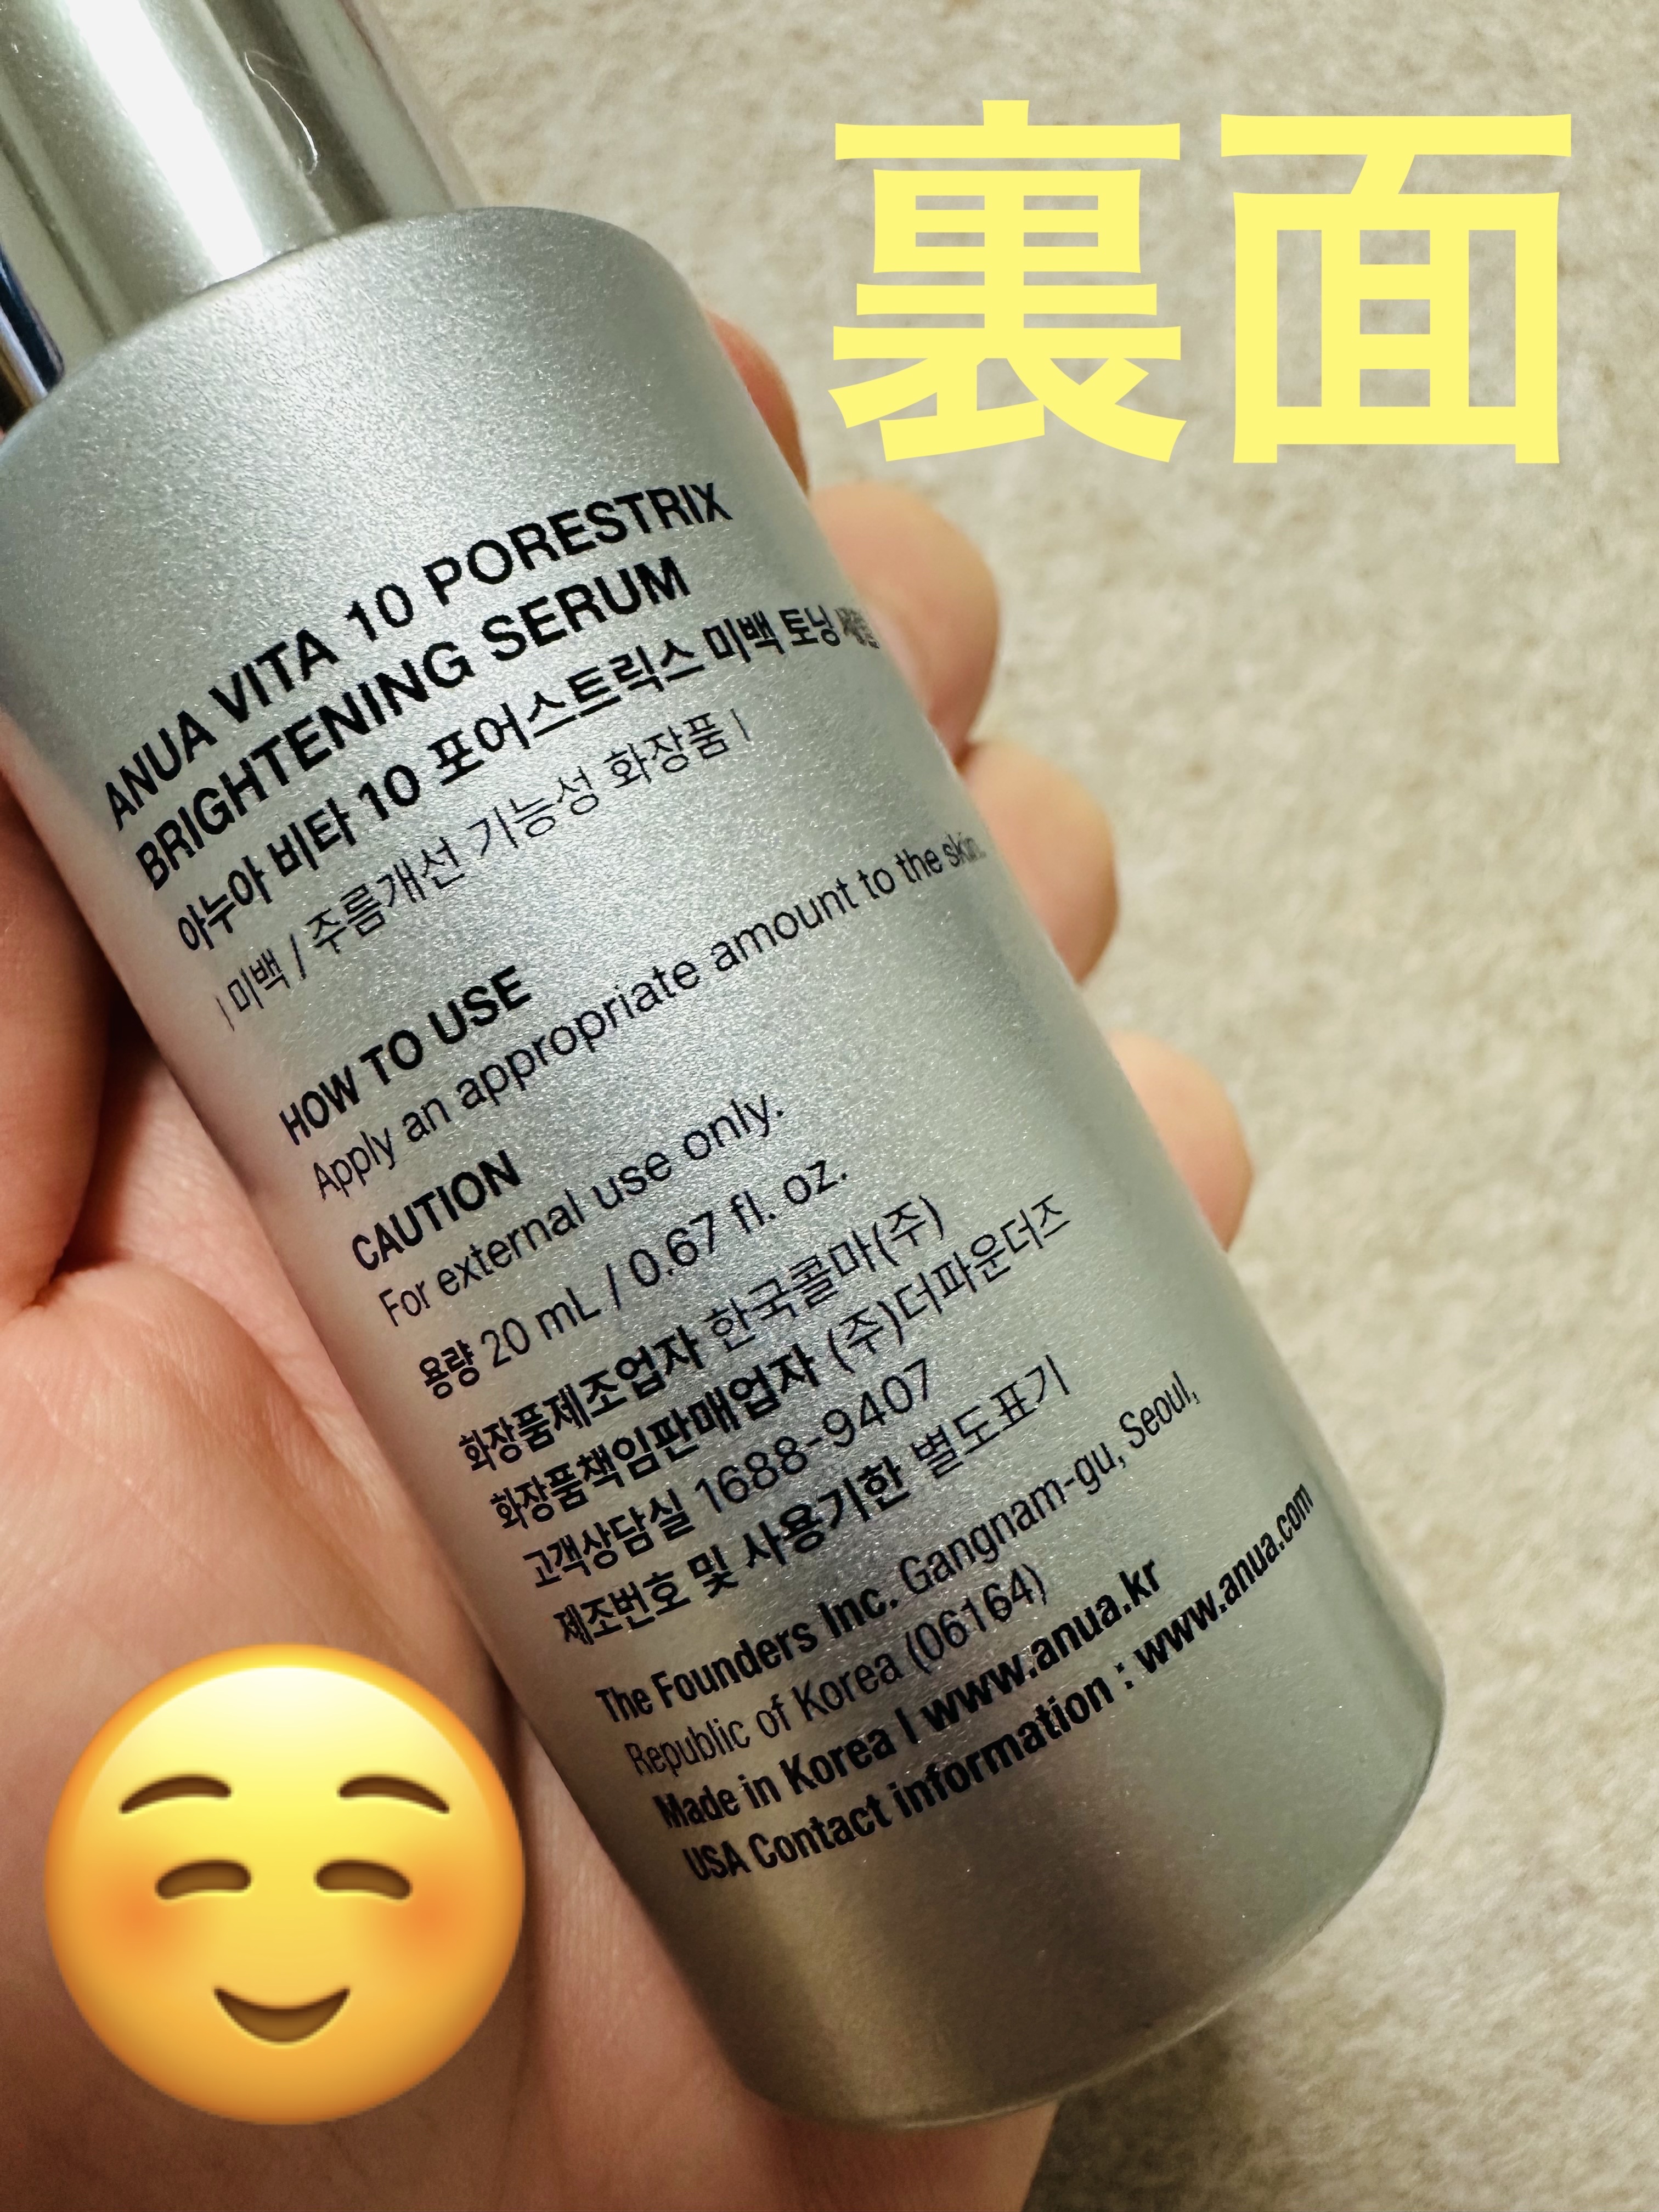 裏面
ANUA VITA 10 PORESTRIX
BRIGHTENING SERUM
아누아 비타 10 포어스트릭스 미백 토닝 세럼
| 미백 / 주름개선 기능성 화장품 |
HOW TO USE
Apply an appropriate amount to the skin.
CAUTION
For external use only.
용량 20 mL / 0.67 fl. oz.
화장품제조업자 한국콜마(주)
화장품책임판매업자 (주)더파운더즈
고객상담실 1688-9407
제조번호 및 사용기한 별도표기
The Founders Inc. Gangnam-gu, Seoul,
Republic of Korea (06164)
Made in Korea | www.anua.kr
USA Contact information : www.anua.com